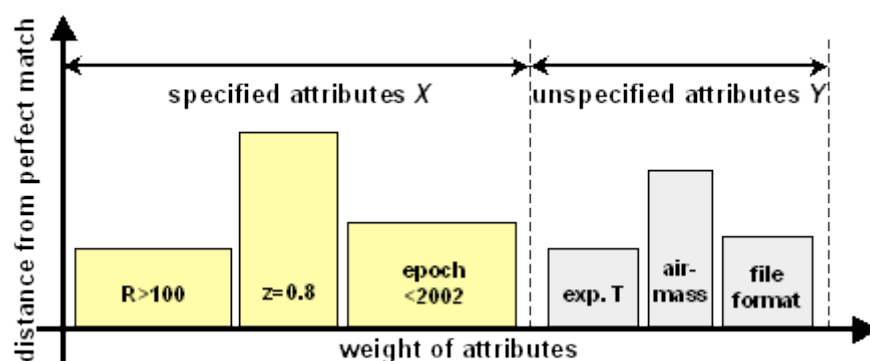 distance from perfect match
specified attributes X
unspecified attributes Y
R>100
z=0.8
epoch
<2002
exp. T
air-
mass
file
format
weight of attributes